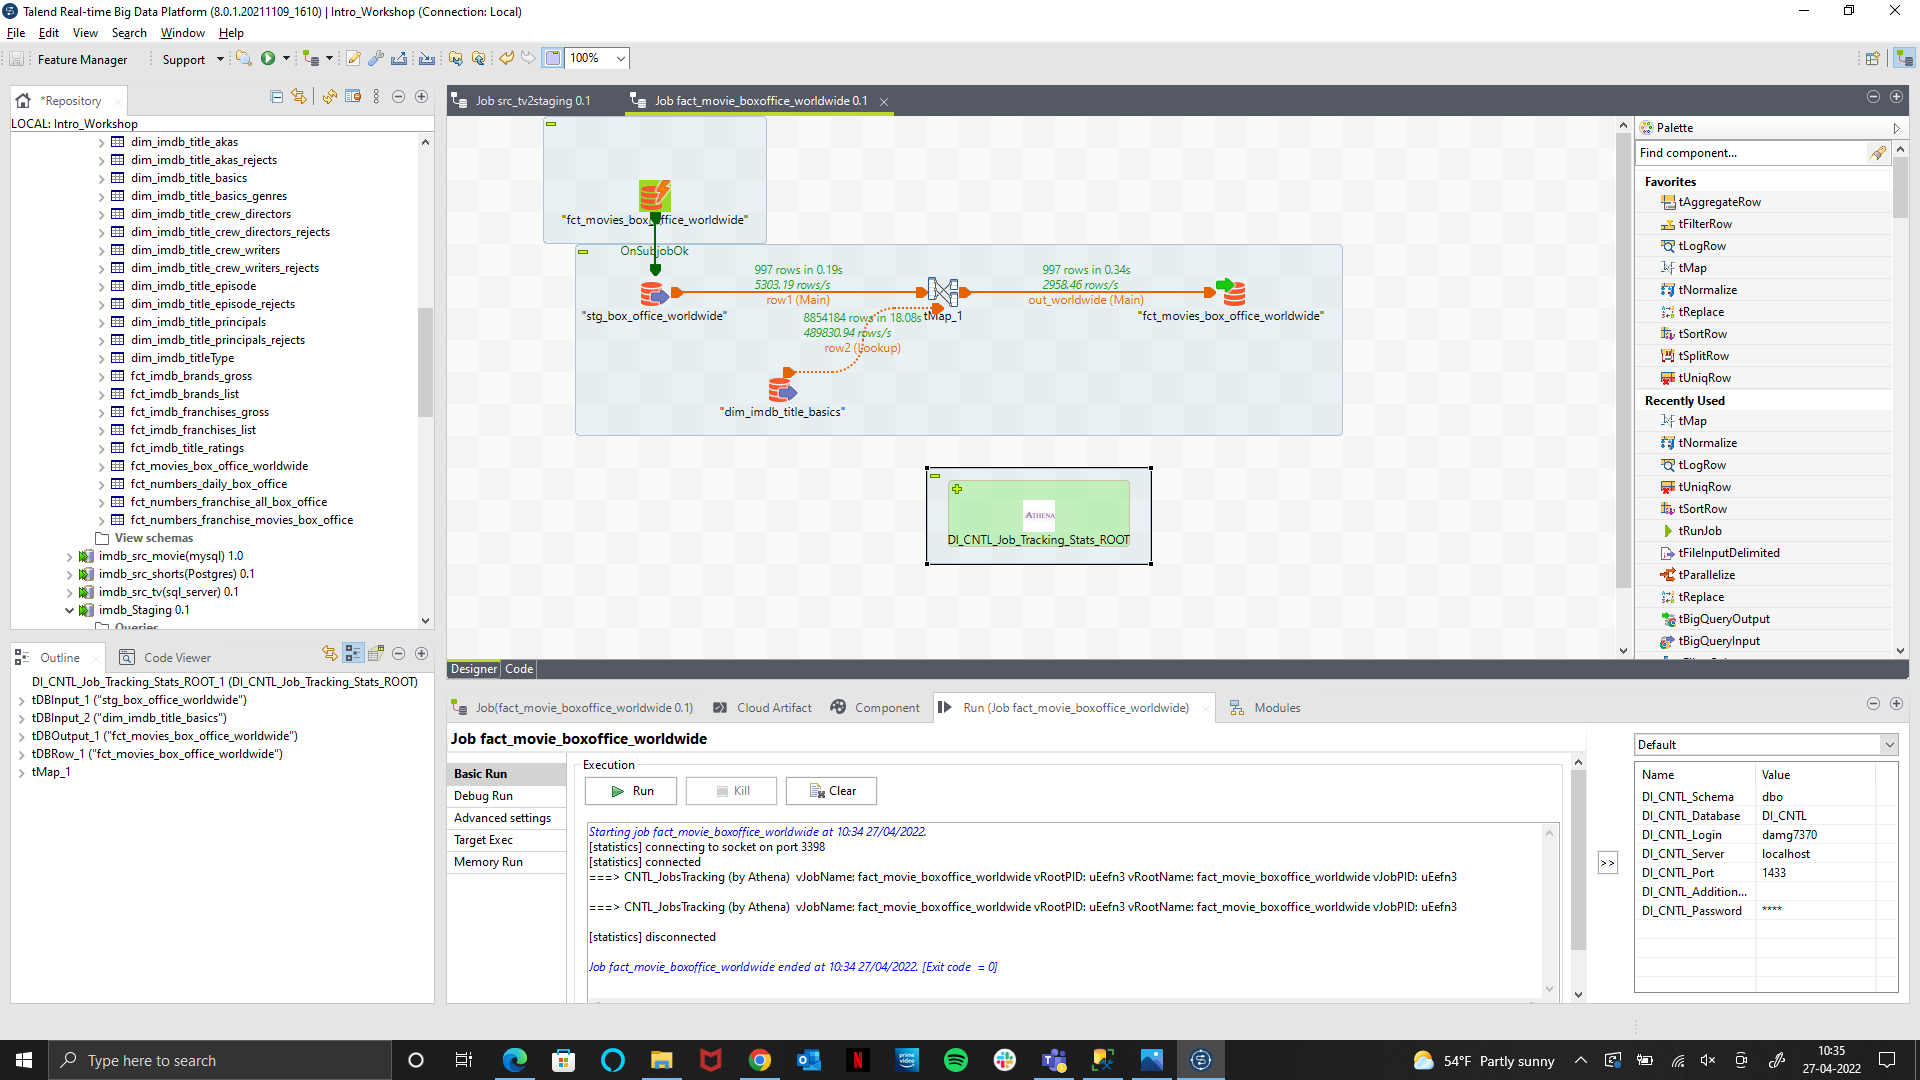 Talend Real-time Big Data Platform (8.0.1.20211109_1610) | Intro_Workshop (Connection: Local)
File Edit View Search Window Help
Feature Manager Support 100%
*Repository
LOCAL: Intro_Workshop
dim_imdb_title_akas
dim_imdb_title_akas_rejects
dim_imdb_title_basics
dim_imdb_title_basics_genres
dim_imdb_title_crew_directors
dim_imdb_title_crew_directors_rejects
dim_imdb_title_crew_writers
dim_imdb_title_crew_writers_rejects
dim_imdb_title_episode
dim_imdb_title_episode_rejects
dim_imdb_title_principals
dim_imdb_title_principals_rejects
dim_imdb_titleType
fct_imdb_brands_gross
fct_imdb_brands_list
fct_imdb_franchises_gross
fct_imdb_franchises_list
fct_imdb_title_ratings
fct_movies_box_office_worldwide
fct_numbers_daily_box_office
fct_numbers_franchise_all_box_office
fct_numbers_franchise_movies_box_office
View schemas
imdb_src_movie(mysql) 1.0
imdb_src_shorts(Postgres) 0.1
imdb_src_tv(sql_server) 0.1
imdb_Staging 0.1
Queries
Outline Code Viewer
DI_CNTL_Job_Tracking_Stats_ROOT_1 (DI_CNTL_Job_Tracking_Stats_ROOT)
tDBInput_1 ("stg_box_office_worldwide")
tDBInput_2 ("dim_imdb_title_basics")
tDBOutput_1 ("fct_movies_box_office_worldwide")
tDBRow_1 ("fct_movies_box_office_worldwide")
tMap_1
Job src_tv2staging 0.1 Job fact_movie_boxoffice_worldwide 0.1
"fct_movies_box_office_worldwide"
OnSubjobOk
997 rows in 0.19s
5303.19 rows/s
row1 (Main)
997 rows in 0.34s
2958.46 rows/s
out_worldwide (Main)
"stg_box_office_worldwide"
tMap_1
"fct_movies_box_office_worldwide"
8854184 rows in 18.08s
489830.94 rows/s
row2 (Lookup)
"dim_imdb_title_basics"
ATHENA
DI_CNTL_Job_Tracking_Stats_ROOT
Designer Code
Palette
Find component...
Favorites
tAggregateRow
tFilterRow
tLogRow
tMap
tNormalize
tReplace
tSortRow
tSplitRow
tUniqRow
Recently Used
tMap
tNormalize
tLogRow
tUniqRow
tSortRow
tRunJob
tFileInputDelimited
tParallelize
tReplace
tBigQueryOutput
tBigQueryInput
Job(fact_movie_boxoffice_worldwide 0.1) Cloud Artifact Component Run (Job fact_movie_boxoffice_worldwide) Modules
Job fact_movie_boxoffice_worldwide
Basic Run
Debug Run
Advanced settings
Target Exec
Memory Run
Execution
Run Kill Clear
Starting job fact_movie_boxoffice_worldwide at 10:34 27/04/2022.
[statistics] connecting to socket on port 3398
[statistics] connected
===> CNTL_JobsTracking (by Athena) vJobName: fact_movie_boxoffice_worldwide vRootPID: uEefn3 vRootName: fact_movie_boxoffice_worldwide vJobPID: uEefn3
===> CNTL_JobsTracking (by Athena) vJobName: fact_movie_boxoffice_worldwide vRootPID: uEefn3 vRootName: fact_movie_boxoffice_worldwide vJobPID: uEefn3
[statistics] disconnected
Job fact_movie_boxoffice_worldwide ended at 10:34 27/04/2022. [Exit code = 0]
>>
Default
Name Value
DI_CNTL_Schema dbo
DI_CNTL_Database DI_CNTL
DI_CNTL_Login damg7370
DI_CNTL_Server localhost
DI_CNTL_Port 1433
DI_CNTL_Addition...
DI_CNTL_Password ****
Type here to search
prime video
54°F Partly sunny
10:35
27-04-2022